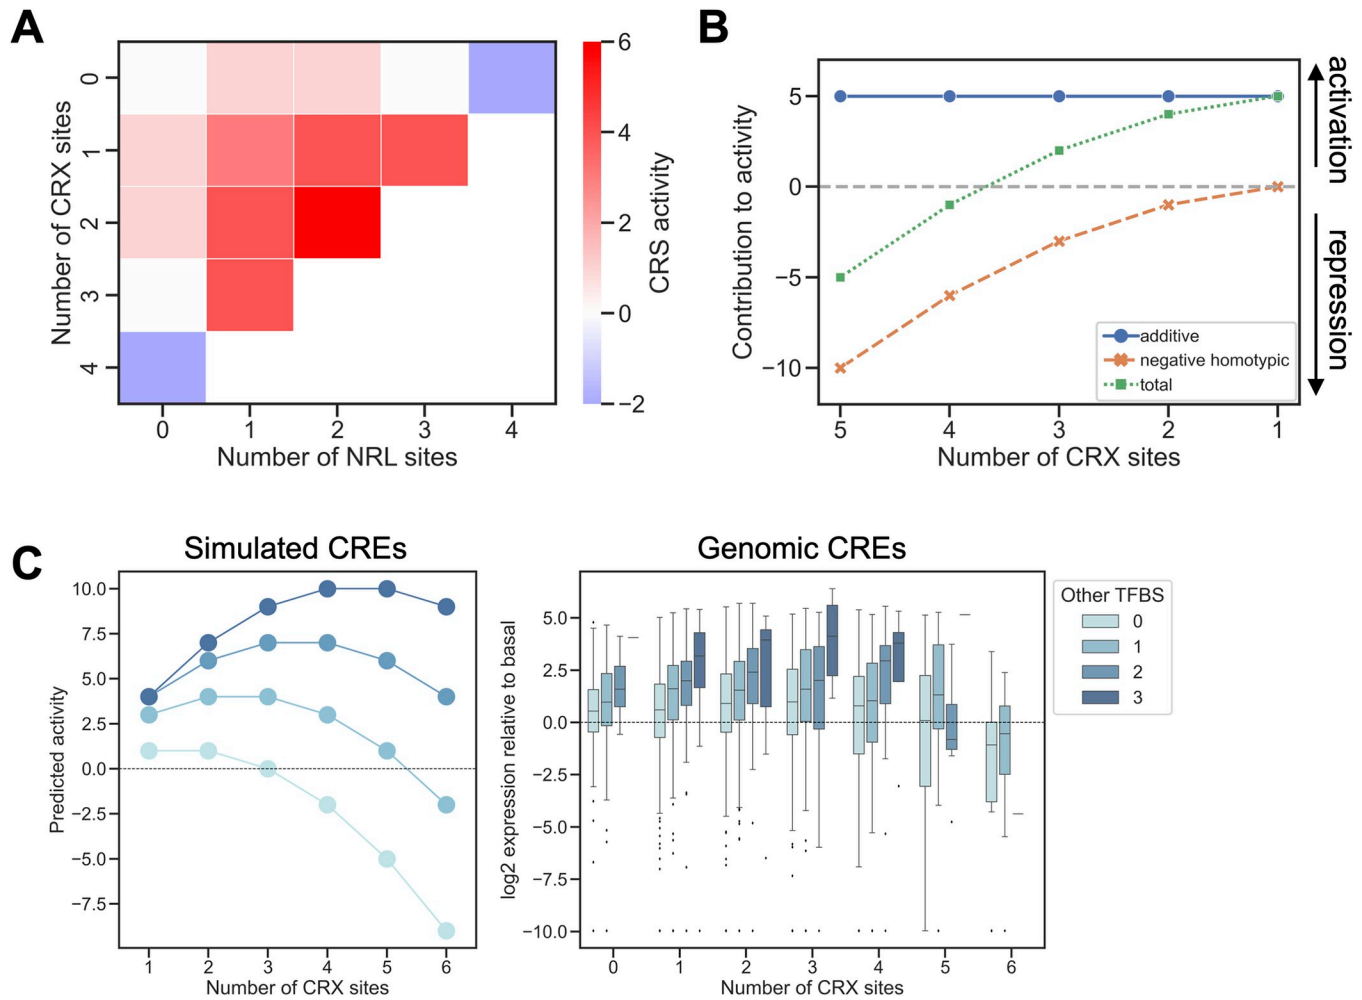 A
Number of CRX sites
0
1
2
3
4
0 1 2 3 4
Number of NRL sites
6
4
2
0
−2
CRS activity
B
Contribution to activity
5
0
−5
−10
additive
negative homotypic
total
5 4 3 2 1
Number of CRX sites
activation
repression
C
Simulated CREs
Predicted activity
10.0
7.5
5.0
2.5
0.0
−2.5
−5.0
−7.5
1 2 3 4 5 6
Number of CRX sites
Genomic CREs
log2 expression relative to basal
5.0
2.5
0.0
−2.5
−5.0
−7.5
−10.0
0 1 2 3 4 5 6
Number of CRX sites
Other TFBS
0
1
2
3